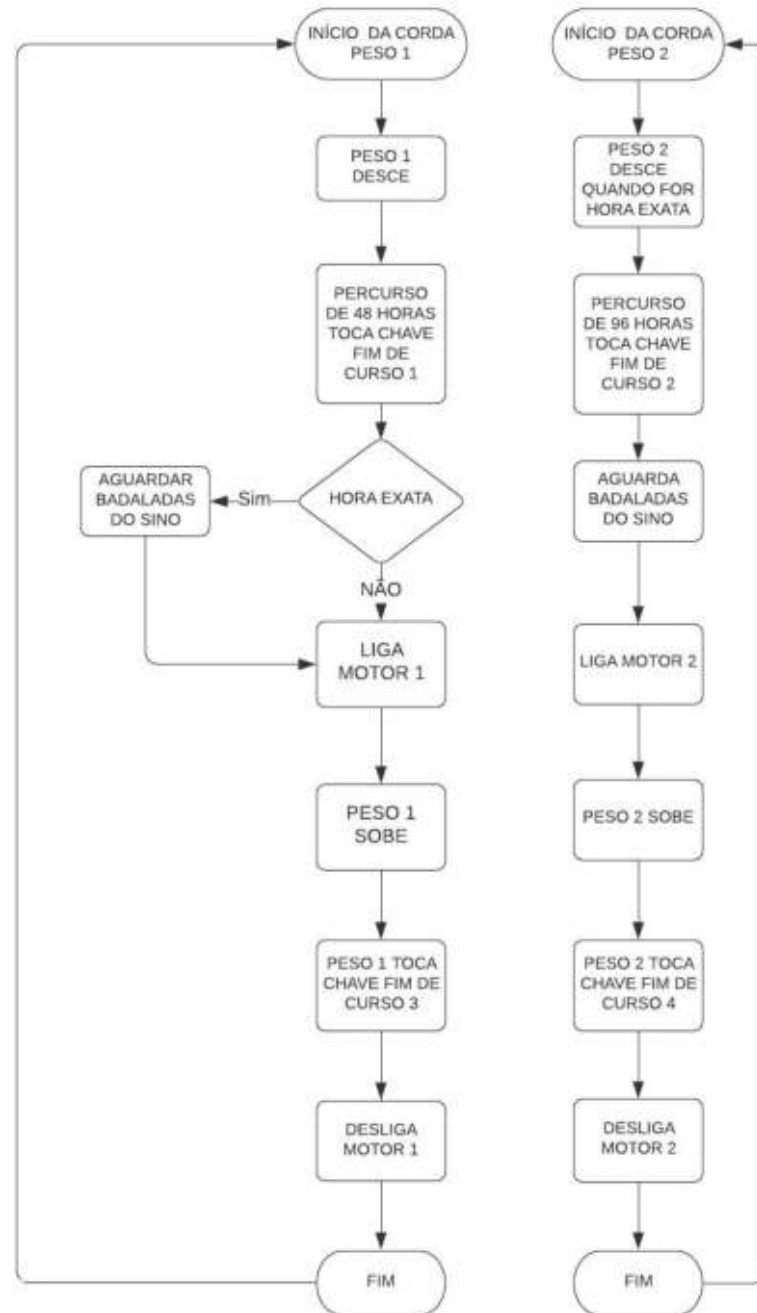 INÍCIO DA CORDA
PESO 1
PESO 1
DESCE
PERCURSO
DE 48 HORAS
TOCA CHAVE
FIM DE
CURSO 1
HORA EXATA
Sim
AGUARDAR
BADALADAS
DO SINO
NÃO
LIGA
MOTOR 1
PESO 1
SOBE
PESO 1 TOCA
CHAVE FIM DE
CURSO 3
DESLIGA
MOTOR 1
FIM
INÍCIO DA CORDA
PESO 2
PESO 2
DESCE
QUANDO FOR
HORA EXATA
PERCURSO
DE 96 HORAS
TOCA CHAVE
FIM DE
CURSO 2
AGUARDA
BADALADAS
DO SINO
LIGA MOTOR 2
PESO 2 SOBE
PESO 2 TOCA
CHAVE FIM DE
CURSO 4
DESLIGA
MOTOR 2
FIM